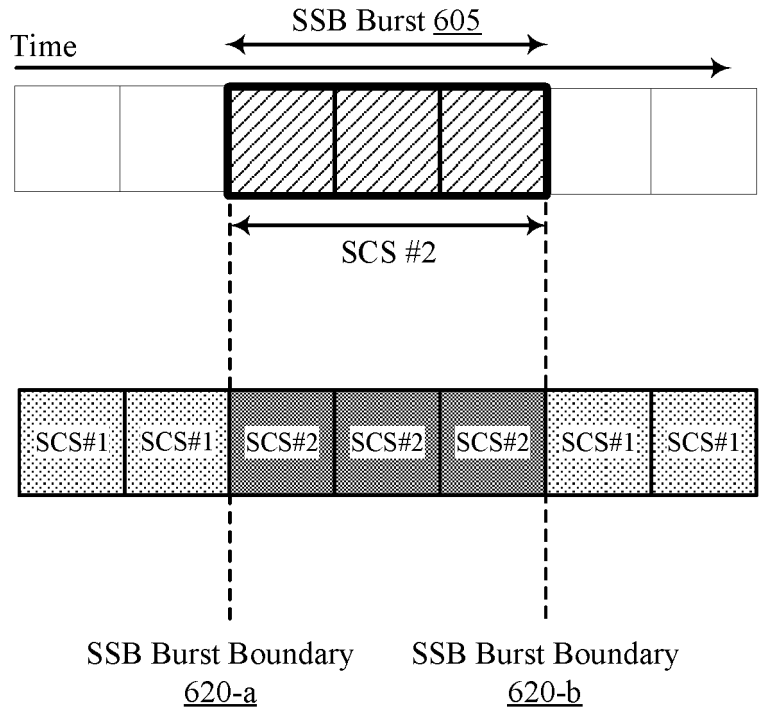 SSB Burst 605
Time
SCS #2
SCS#1 SCS#1 SCS#2 SCS#2 SCS#2 SCS#1 SCS#1
SSB Burst Boundary SSB Burst Boundary
620-a 620-b